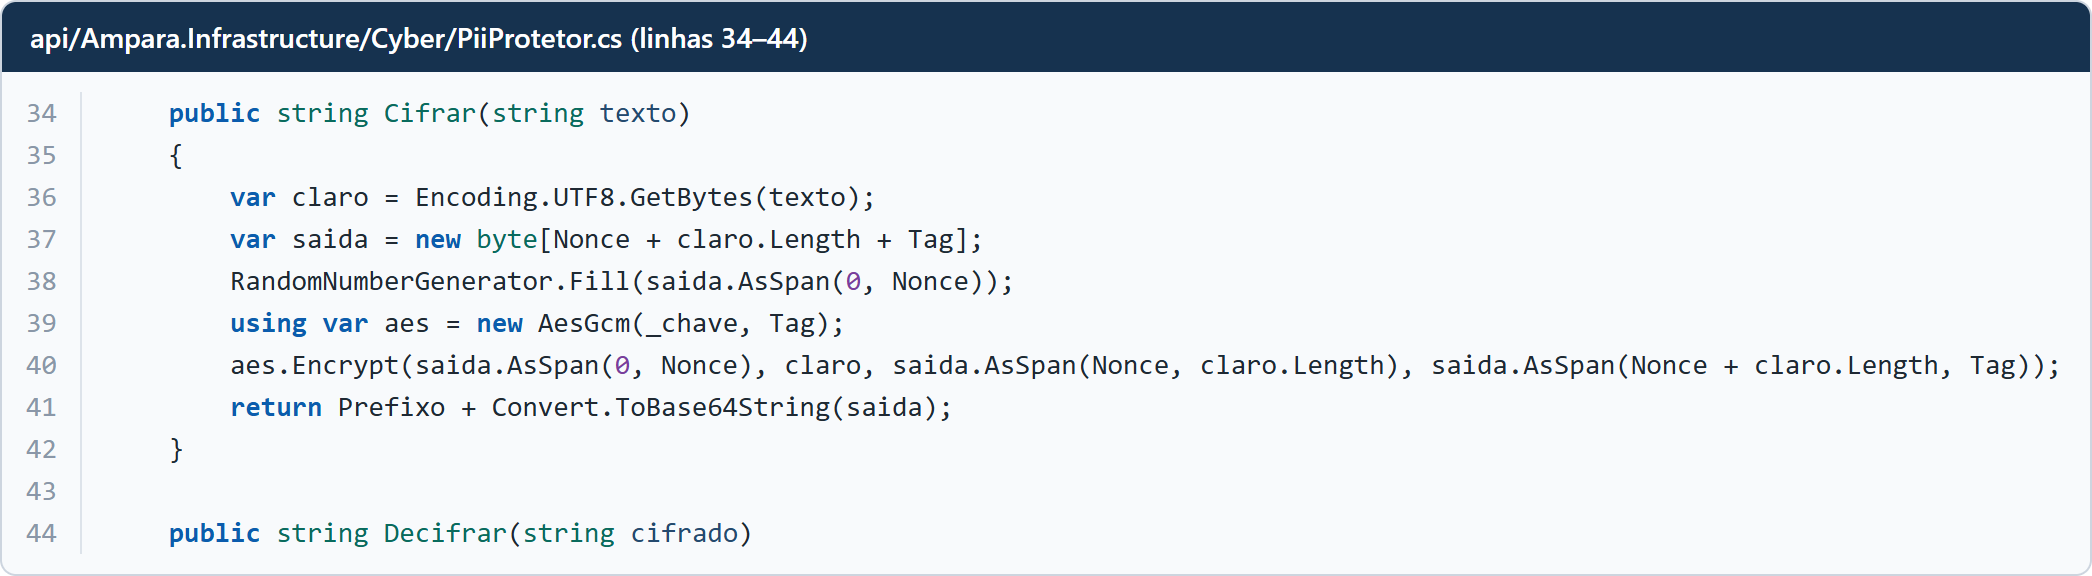 api/Ampara.Infrastructure/Cyber/PiiProtetor.cs (linhas 34–44)
34 public string Cifrar(string texto)
35 {
36 var claro = Encoding.UTF8.GetBytes(texto);
37 var saida = new byte[Nonce + claro.Length + Tag];
38 RandomNumberGenerator.Fill(saida.AsSpan(0, Nonce));
39 using var aes = new AesGcm(_chave, Tag);
40 aes.Encrypt(saida.AsSpan(0, Nonce), claro, saida.AsSpan(Nonce, claro.Length), saida.AsSpan(Nonce + claro.Length, Tag));
41 return Prefixo + Convert.ToBase64String(saida);
42 }
43
44 public string Decifrar(string cifrado)